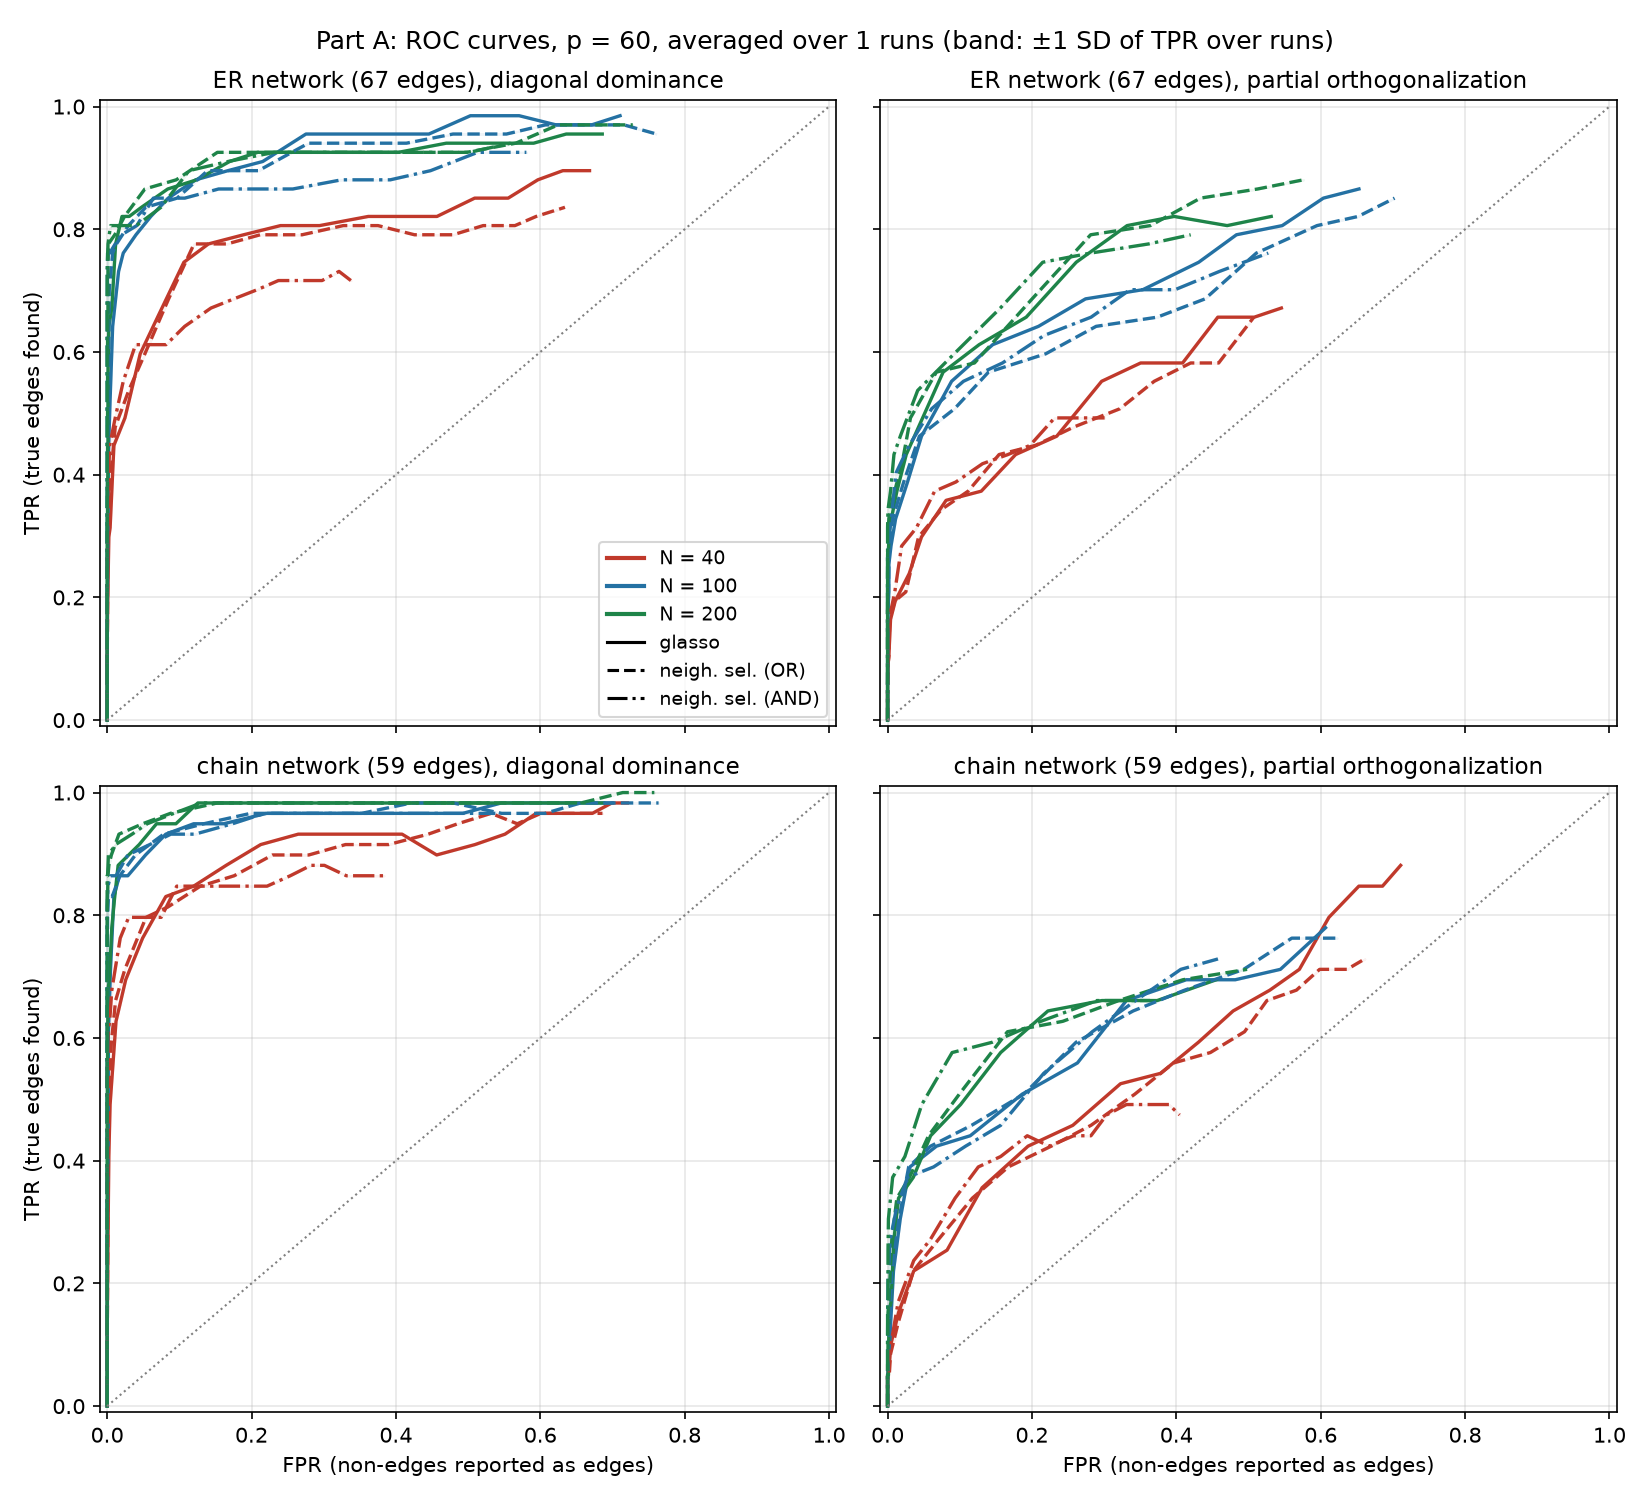 Part A: ROC curves, p = 60, averaged over 1 runs (band: ±1 SD of TPR over runs)
ER network (67 edges), diagonal dominance
ER network (67 edges), partial orthogonalization
1.0
0.8
0.6
0.4
0.2
0.0
TPR (true edges found)
N = 40
N = 100
N = 200
glasso
neigh. sel. (OR)
neigh. sel. (AND)
chain network (59 edges), diagonal dominance
chain network (59 edges), partial orthogonalization
1.0
0.8
0.6
0.4
0.2
0.0
TPR (true edges found)
0.0 0.2 0.4 0.6 0.8 1.0
0.0 0.2 0.4 0.6 0.8 1.0
FPR (non-edges reported as edges)
FPR (non-edges reported as edges)